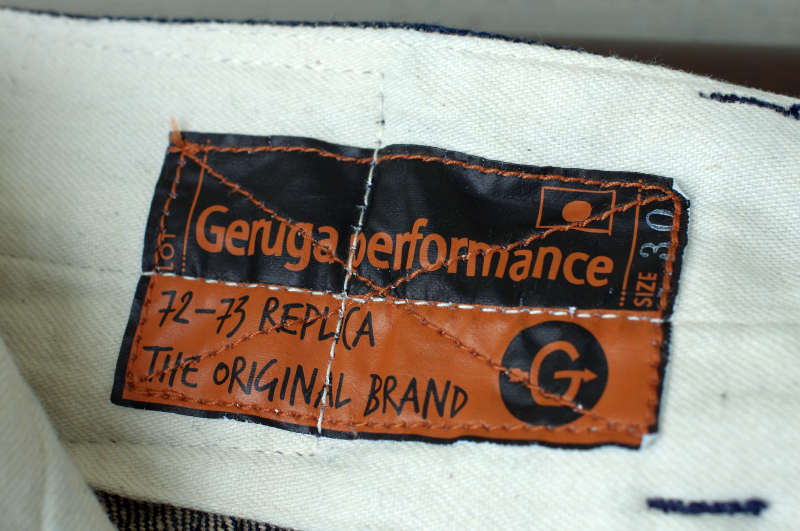 LOT
Geruga performance
SIZE 30
72-73 REPLICA
THE ORIGINAL BRAND
G